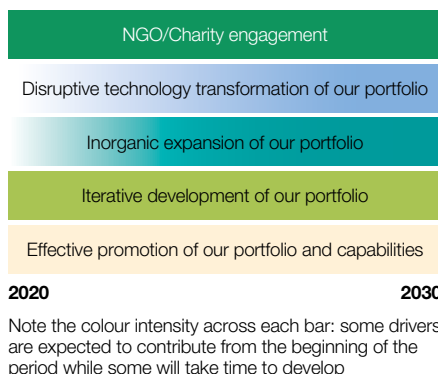 NGO/Charity engagement
Disruptive technology transformation of our portfolio
Inorganic expansion of our portfolio
Iterative development of our portfolio
Effective promotion of our portfolio and capabilities
2020 2030
Note the colour intensity across each bar: some drivers
are expected to contribute from the beginning of the
period while some will take time to develop